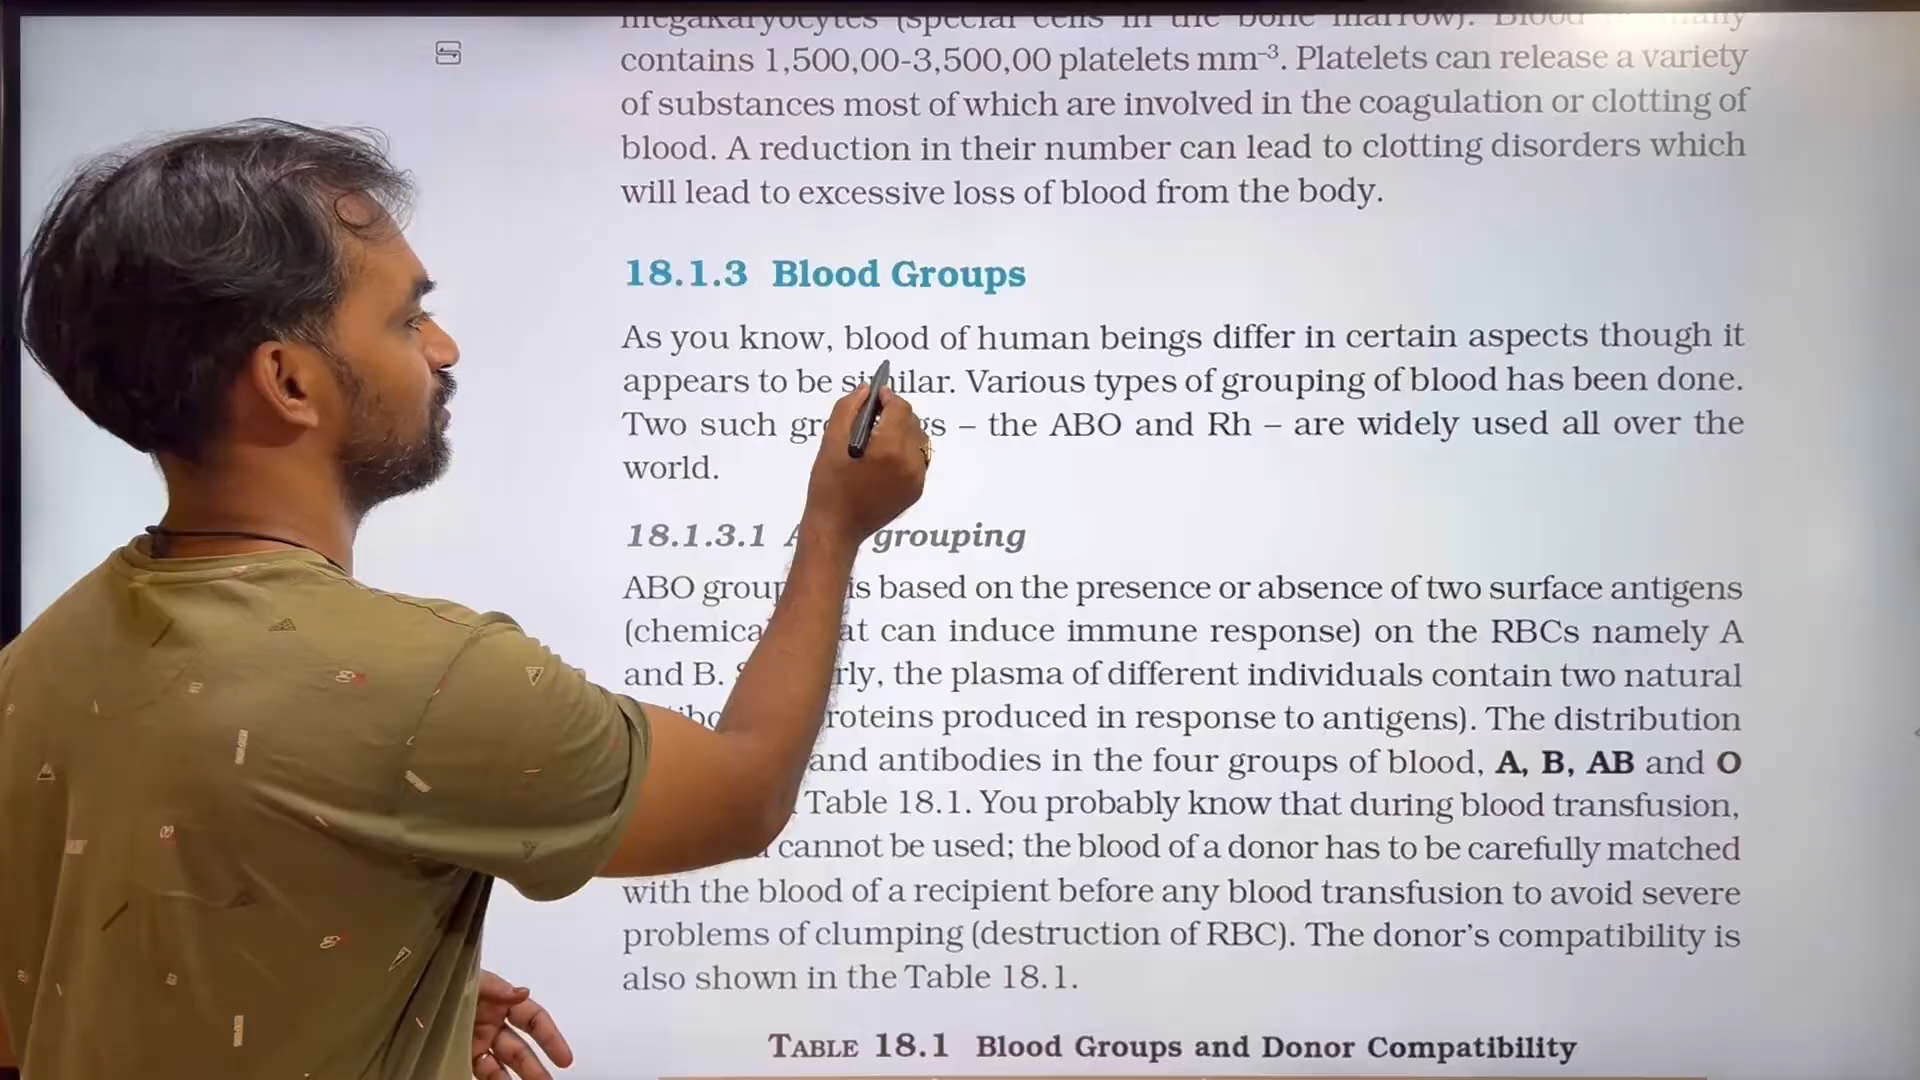 megakaryocytes (special cells in the bone marrow). Blood
contains 1,500,00-3,500,00 platelets mm⁻³. Platelets can release a variety
of substances most of which are involved in the coagulation or clotting of
blood. A reduction in their number can lead to clotting disorders which
will lead to excessive loss of blood from the body.
18.1.3 Blood Groups
As you know, blood of human beings differ in certain aspects though it
appears to be similar. Various types of grouping of blood has been done.
Two such – the ABO and Rh – are widely used all over the
world.
18.1.3.1 grouping
ABO is based on the presence or absence of two surface antigens
can induce immune response) on the RBCs namely A
and B. the plasma of different individuals contain two natural
produced in response to antigens). The distribution
and antibodies in the four groups of blood, A, B, AB and O
Table 18.1. You probably know that during blood transfusion,
cannot be used; the blood of a donor has to be carefully matched
with the blood of a recipient before any blood transfusion to avoid severe
problems of clumping (destruction of RBC). The donor's compatibility is
also shown in the Table 18.1.
TABLE 18.1 Blood Groups and Donor Compatibility